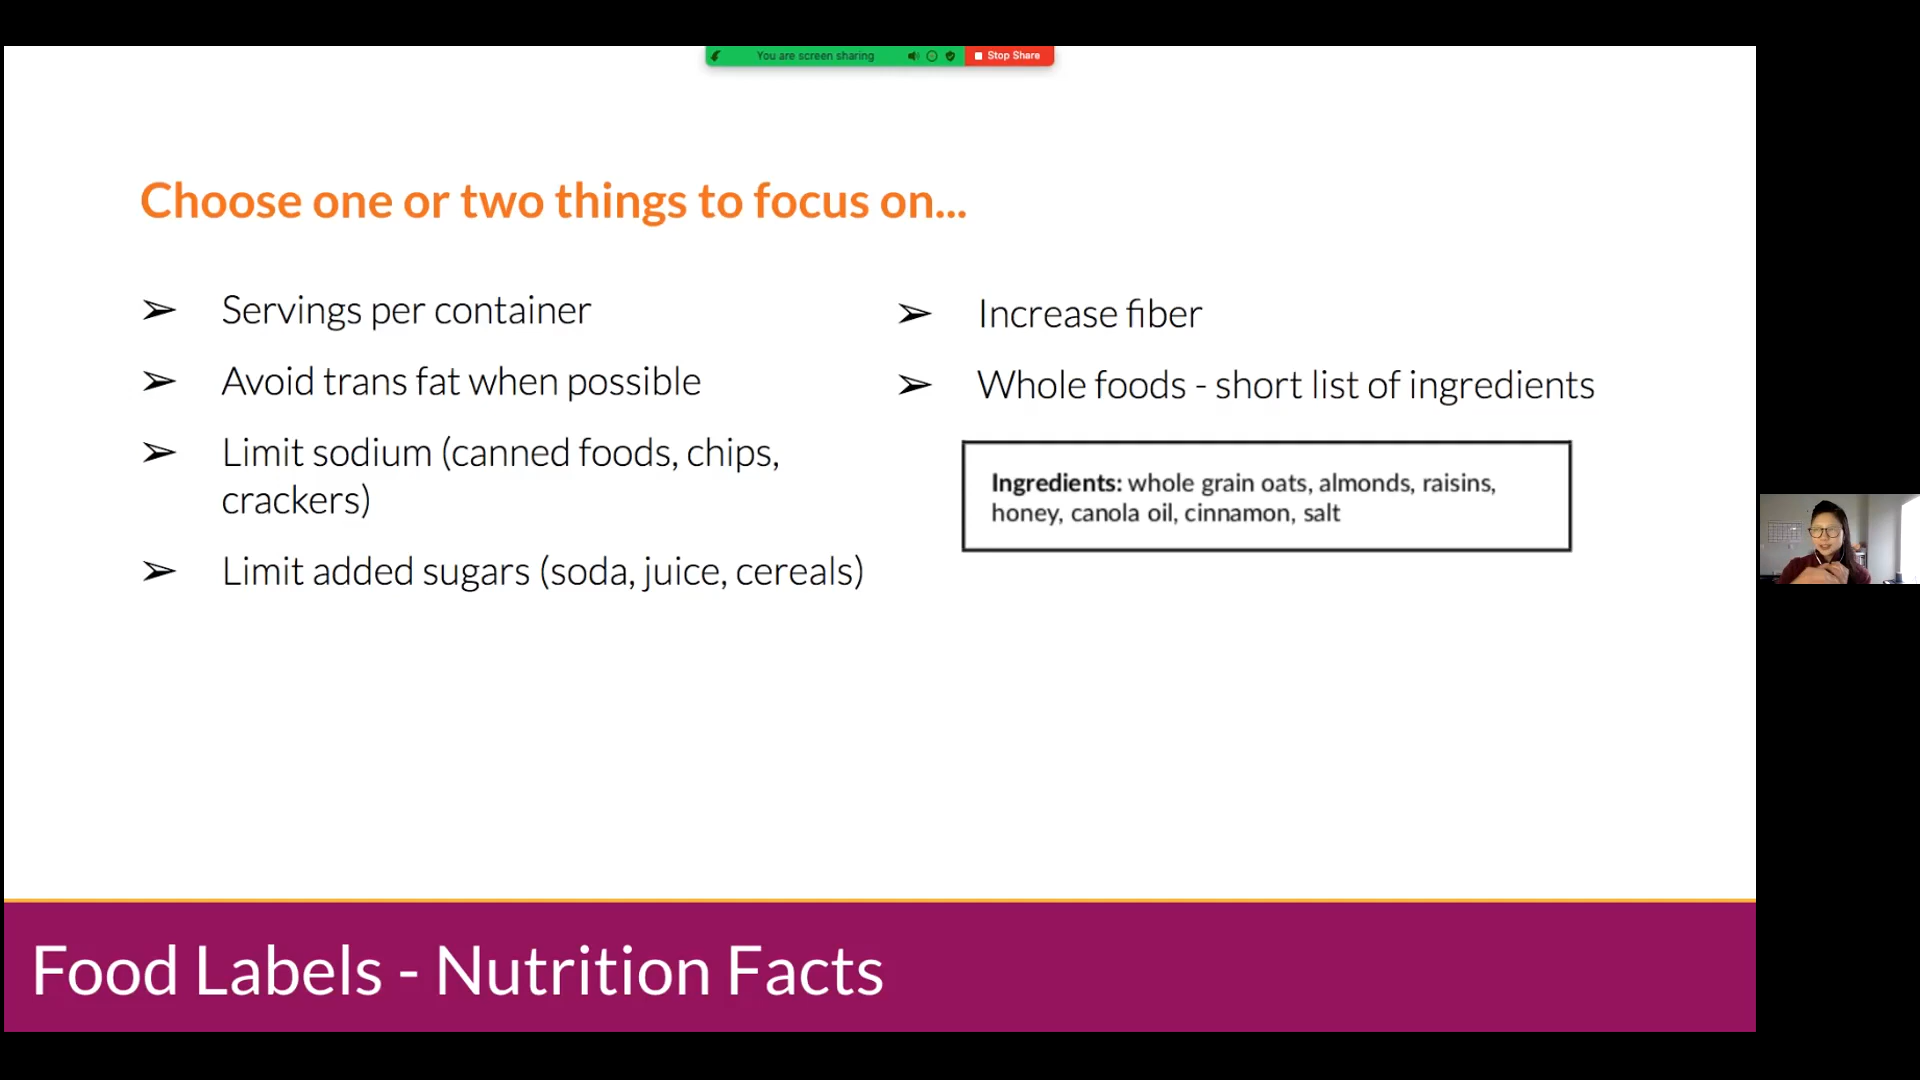 You are screen sharing
Stop Share
Choose one or two things to focus on...
➢ Servings per container
➢ Avoid trans fat when possible
➢ Limit sodium (canned foods, chips,
crackers)
➢ Limit added sugars (soda, juice, cereals)
➢ Increase fiber
➢ Whole foods - short list of ingredients
Ingredients: whole grain oats, almonds, raisins,
honey, canola oil, cinnamon, salt
Food Labels - Nutrition Facts